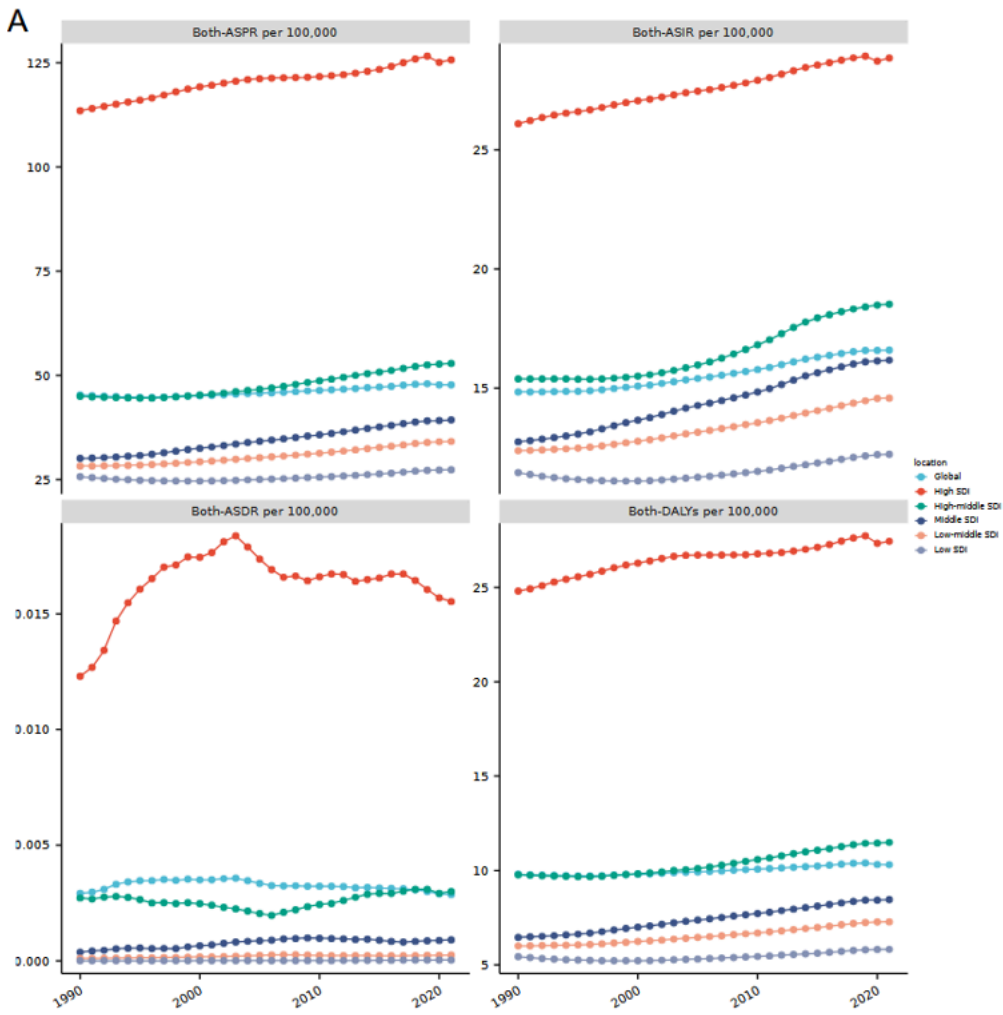 A
Both-ASPR per 100,000
Both-ASIR per 100,000
125
100
75
50
25
25
20
15
location
Global
High SDI
High-middle SDI
Middle SDI
Low-middle SDI
Low SDI
Both-ASDR per 100,000
Both-DALYs per 100,000
0.015
0.010
0.005
0.000
25
20
15
10
5
1990
2000
2010
2020
1990
2000
2010
2020